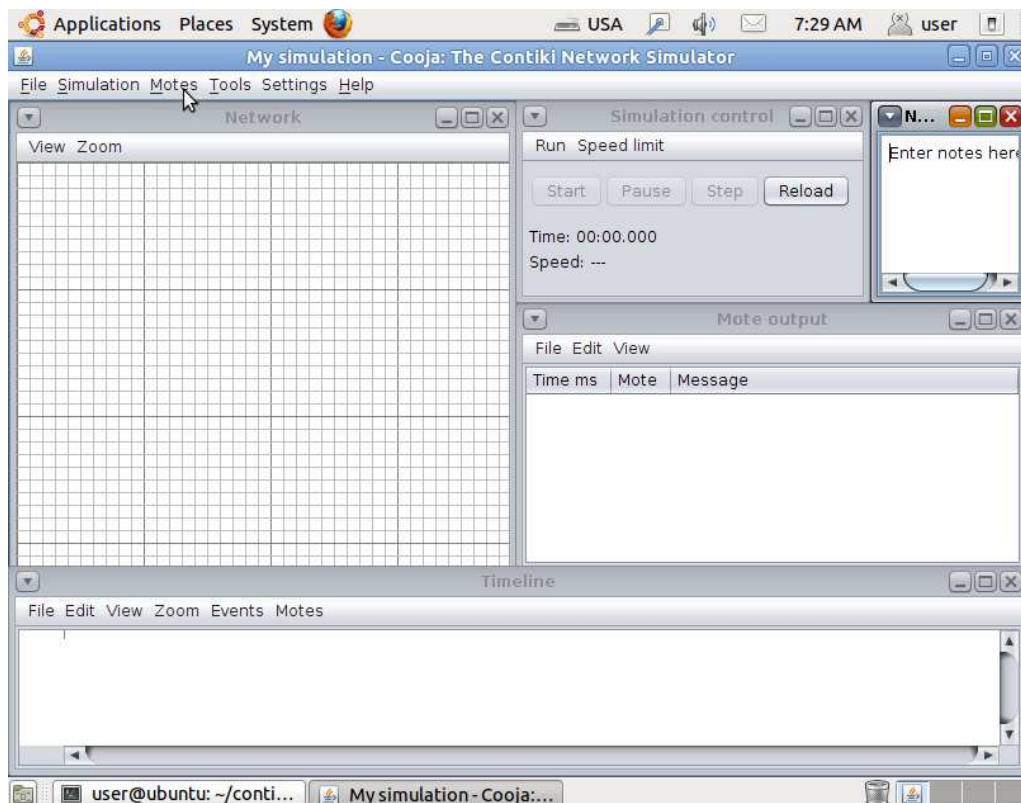 Applications Places System USA 7:29 AM user
My simulation - Cooja: The Contiki Network Simulator
File Simulation Motes Tools Settings Help
Network
View Zoom
Simulation control
Run Speed limit
Start Pause Step Reload
Time: 00:00.000
Speed: ---
N...
Enter notes here
Mote output
File Edit View
Time ms Mote Message
Timeline
File Edit View Zoom Events Motes
user@ubuntu: ~/conti... My simulation - Cooja:...